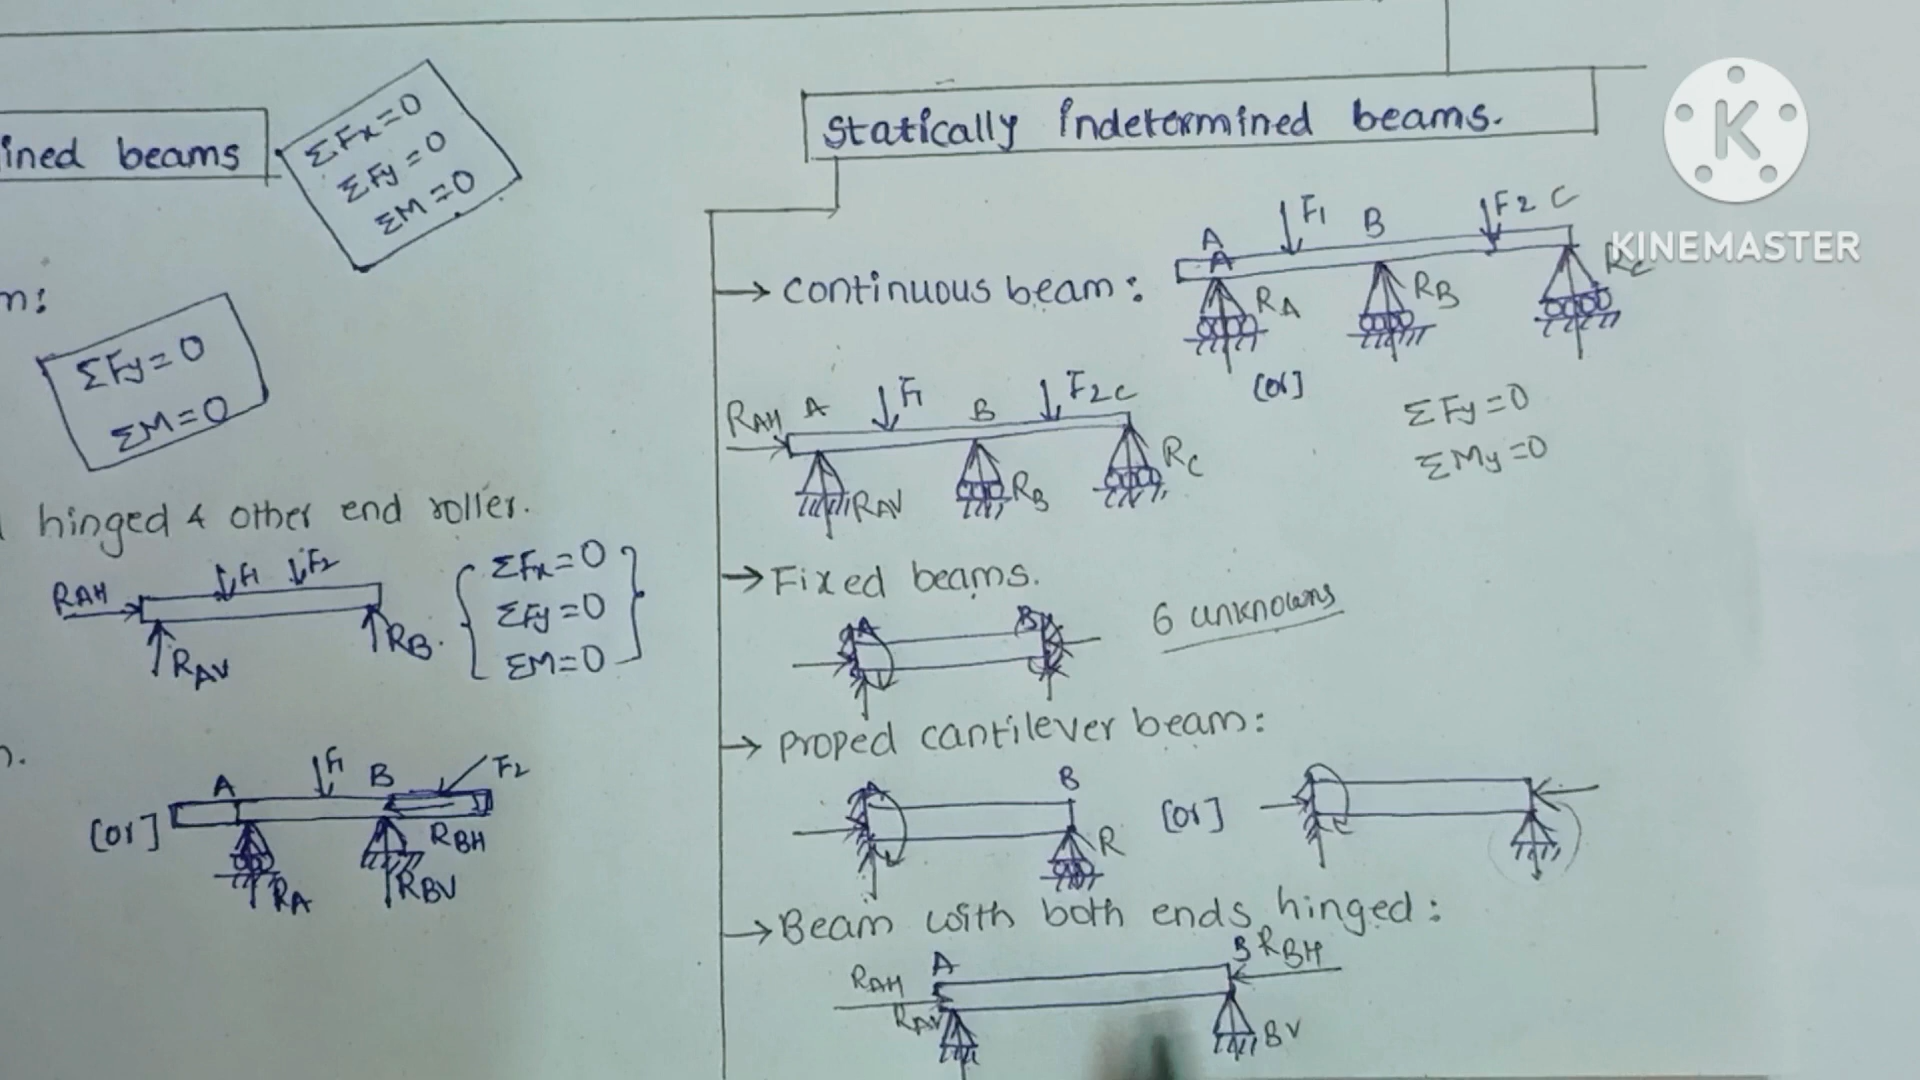 ined beams
ΣFx=0
ΣFy=0
ΣM=0
m:
ΣFy=0
ΣM=0
hinged & other end roller.
RAH
F1
F2
RAV
RB.
ΣFx=0
ΣFy=0
ΣM=0
[or]
A
F1
B
F2
RBH
RA
RBV
Statically indetermined beams.
→ continuous beam:
A
A
F1
B
F2 C
RA
RB
RC
[or]
RAH A
F1
B
F2 C
RAV
RB
RC
ΣFy=0
ΣMy=0
→ Fixed beams.
A
B
6 unknowns
→ Proped cantilever beam:
A
B
R
[or]
→ Beam with both ends hinged:
RAH
A
RAV
B RBH
BV
K
KINEMASTER